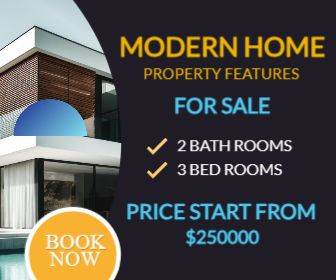 MODERN HOME
PROPERTY FEATURES
FOR SALE
2 BATH ROOMS
3 BED ROOMS
PRICE START FROM
$250000
BOOK
NOW